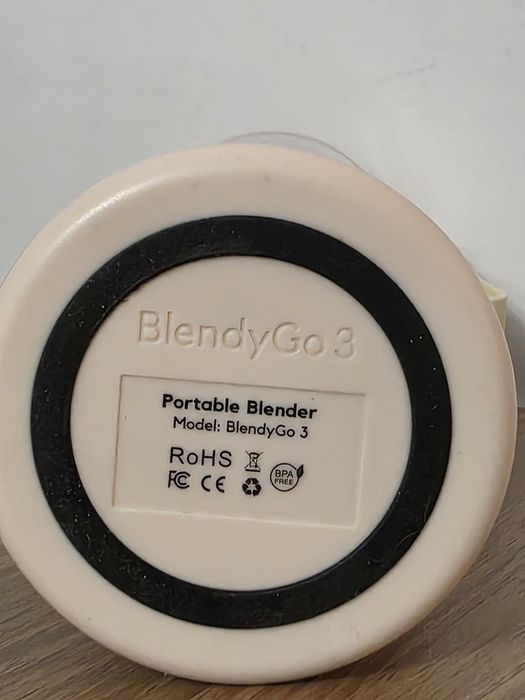 BlendyGo 3
Portable Blender
Model: BlendyGo 3
RoHS
FC CE
BPA
FREE